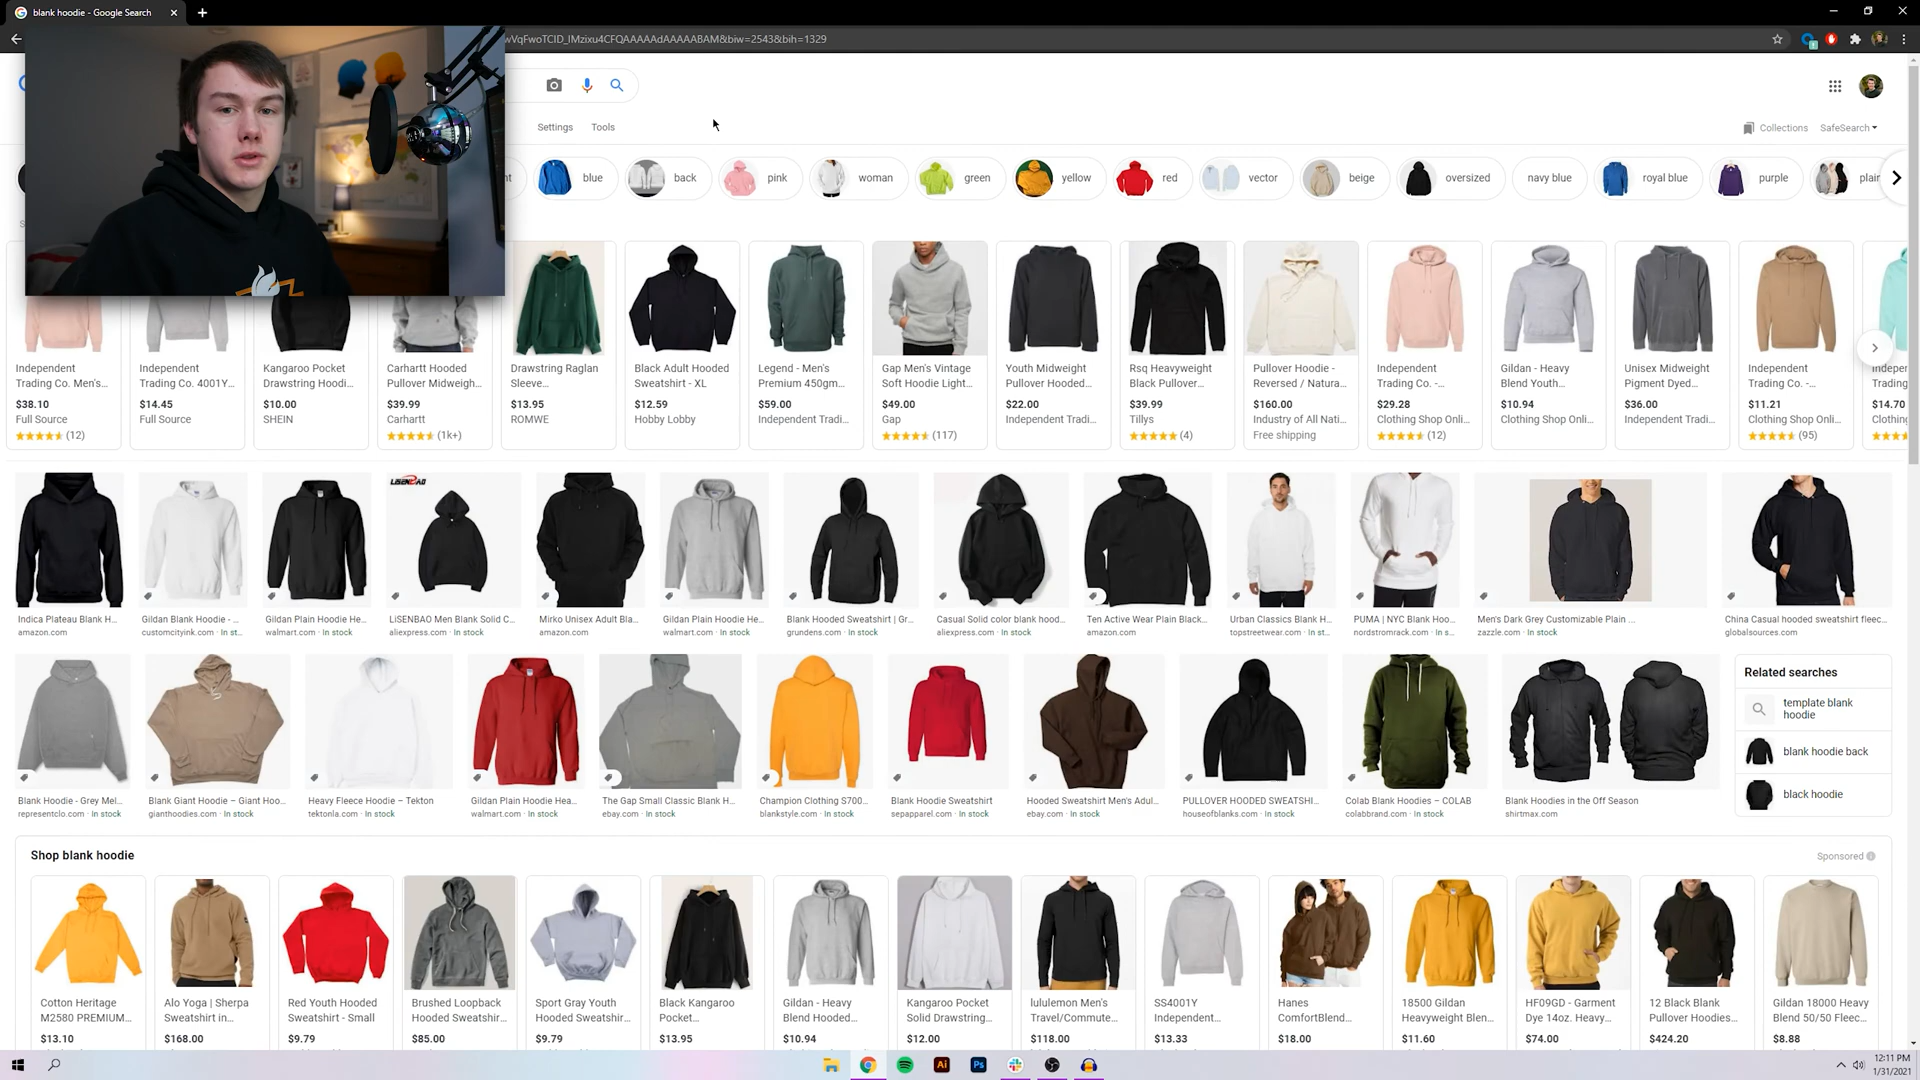 blank hoodie - Google Search
wVqFwoTCID_IMzixu4CFQAAAAAdAAAAABAM&biw=2543&bih=1329
Settings Tools
Collections SafeSearch
blue back pink woman green yellow red vector beige oversized navy blue royal blue purple plain
Independent Trading Co. Men's...
$38.10
Full Source
(12)
Independent Trading Co. 4001Y...
$14.45
Full Source
Kangaroo Pocket Drawstring Hoodi...
$10.00
SHEIN
Carhartt Hooded Pullover Midweigh...
$39.99
Carhartt
(1k+)
Drawstring Raglan Sleeve...
$13.95
ROMWE
Black Adult Hooded Sweatshirt - XL
$12.59
Hobby Lobby
Legend - Men's Premium 450gm...
$59.00
Independent Tradi...
Gap Men's Vintage Soft Hoodie Light...
$49.00
Gap
(117)
Youth Midweight Pullover Hooded...
$22.00
Independent Tradi...
Rsq Heavyweight Black Pullover...
$39.99
Tillys
(4)
Pullover Hoodie - Reversed / Natura...
$160.00
Industry of All Nati...
Free shipping
Independent Trading Co. -...
$29.28
Clothing Shop Onli...
(12)
Gildan - Heavy Blend Youth...
$10.94
Clothing Shop Onli...
Unisex Midweight Pigment Dyed...
$36.00
Independent Tradi...
Independent Trading Co. -...
$11.21
Clothing Shop Onli...
(95)
$14.70
LiSENBAO
Indica Plateau Blank H...
amazon.com
Gildan Blank Hoodie - ...
customcityink.com · In st...
Gildan Plain Hoodie He...
walmart.com · In stock
LiSENBAO Men Blank Solid C...
aliexpress.com · In stock
Mirko Unisex Adult Bla...
amazon.com
Gildan Plain Hoodie He...
walmart.com · In stock
Blank Hooded Sweatshirt | Gr...
grundens.com · In stock
Casual Solid color blank hood...
aliexpress.com · In stock
Ten Active Wear Plain Black...
amazon.com
Urban Classics Blank H...
topstreetwear.com · In st...
PUMA | NYC Blank Hoo...
nordstromrack.com · In s...
Men's Dark Grey Customizable Plain ...
zazzle.com · In stock
China Casual hooded sweatshirt fleec...
globalsources.com
Blank Hoodie - Grey Mel...
representclo.com · In stock
Blank Giant Hoodie – Giant Hoo...
gianthoodies.com · In stock
Heavy Fleece Hoodie – Tekton
tektonla.com · In stock
Gildan Plain Hoodie Hea...
walmart.com · In stock
The Gap Small Classic Blank H...
ebay.com · In stock
Champion Clothing S700...
blankstyle.com · In stock
Blank Hoodie Sweatshirt
sepapparel.com · In stock
Hooded Sweatshirt Men's Adul...
ebay.com · In stock
PULLOVER HOODED SWEATSHI...
houseofblanks.com · In stock
Colab Blank Hoodies – COLAB
colabbrand.com · In stock
Blank Hoodies in the Off Season
shirtmax.com
Related searches
template blank hoodie
blank hoodie back
black hoodie
Shop blank hoodie
Sponsored
Cotton Heritage M2580 PREMIUM...
$13.10
Alo Yoga | Sherpa Sweatshirt in...
$168.00
Red Youth Hooded Sweatshirt - Small
$9.79
Brushed Loopback Hooded Sweatshir...
$85.00
Sport Gray Youth Hooded Sweatshir...
$9.79
Black Kangaroo Pocket...
$13.95
Gildan - Heavy Blend Hooded...
$10.94
Kangaroo Pocket Solid Drawstring...
$12.00
lululemon Men's Travel/Commute...
$118.00
SS4001Y Independent...
$13.33
Hanes ComfortBlend...
$18.00
18500 Gildan Heavyweight Blen...
$11.60
HF09GD - Garment Dye 14oz. Heavy...
$74.00
12 Black Blank Pullover Hoodies...
$424.20
Gildan 18000 Heavy Blend 50/50 Fleec...
$8.88
Ai
Ps
12:11 PM
1/31/2021